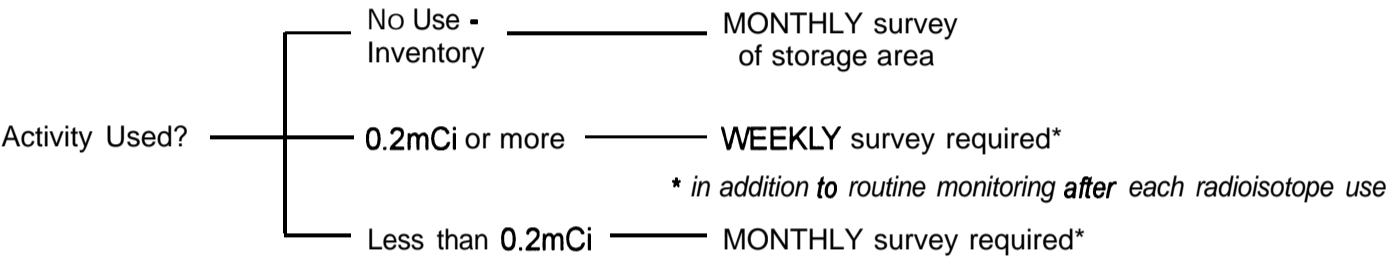 No Use -
Inventory
MONTHLY survey
of storage area
Activity Used?
0.2mCi or more
WEEKLY survey required*
* in addition to routine monitoring after each radioisotope use
Less than 0.2mCi
MONTHLY survey required*